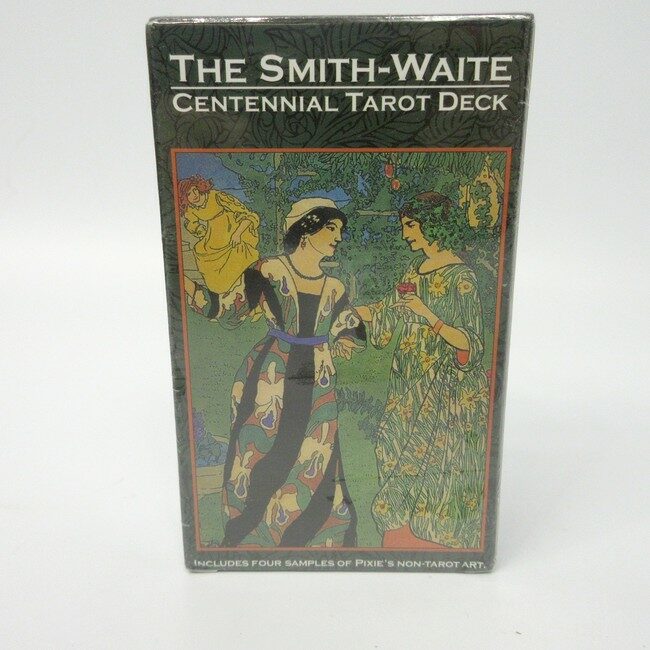 THE SMITH-WAITE
CENTENNIAL TAROT DECK
INCLUDES FOUR SAMPLES OF PIXIE'S NON-TAROT ART.